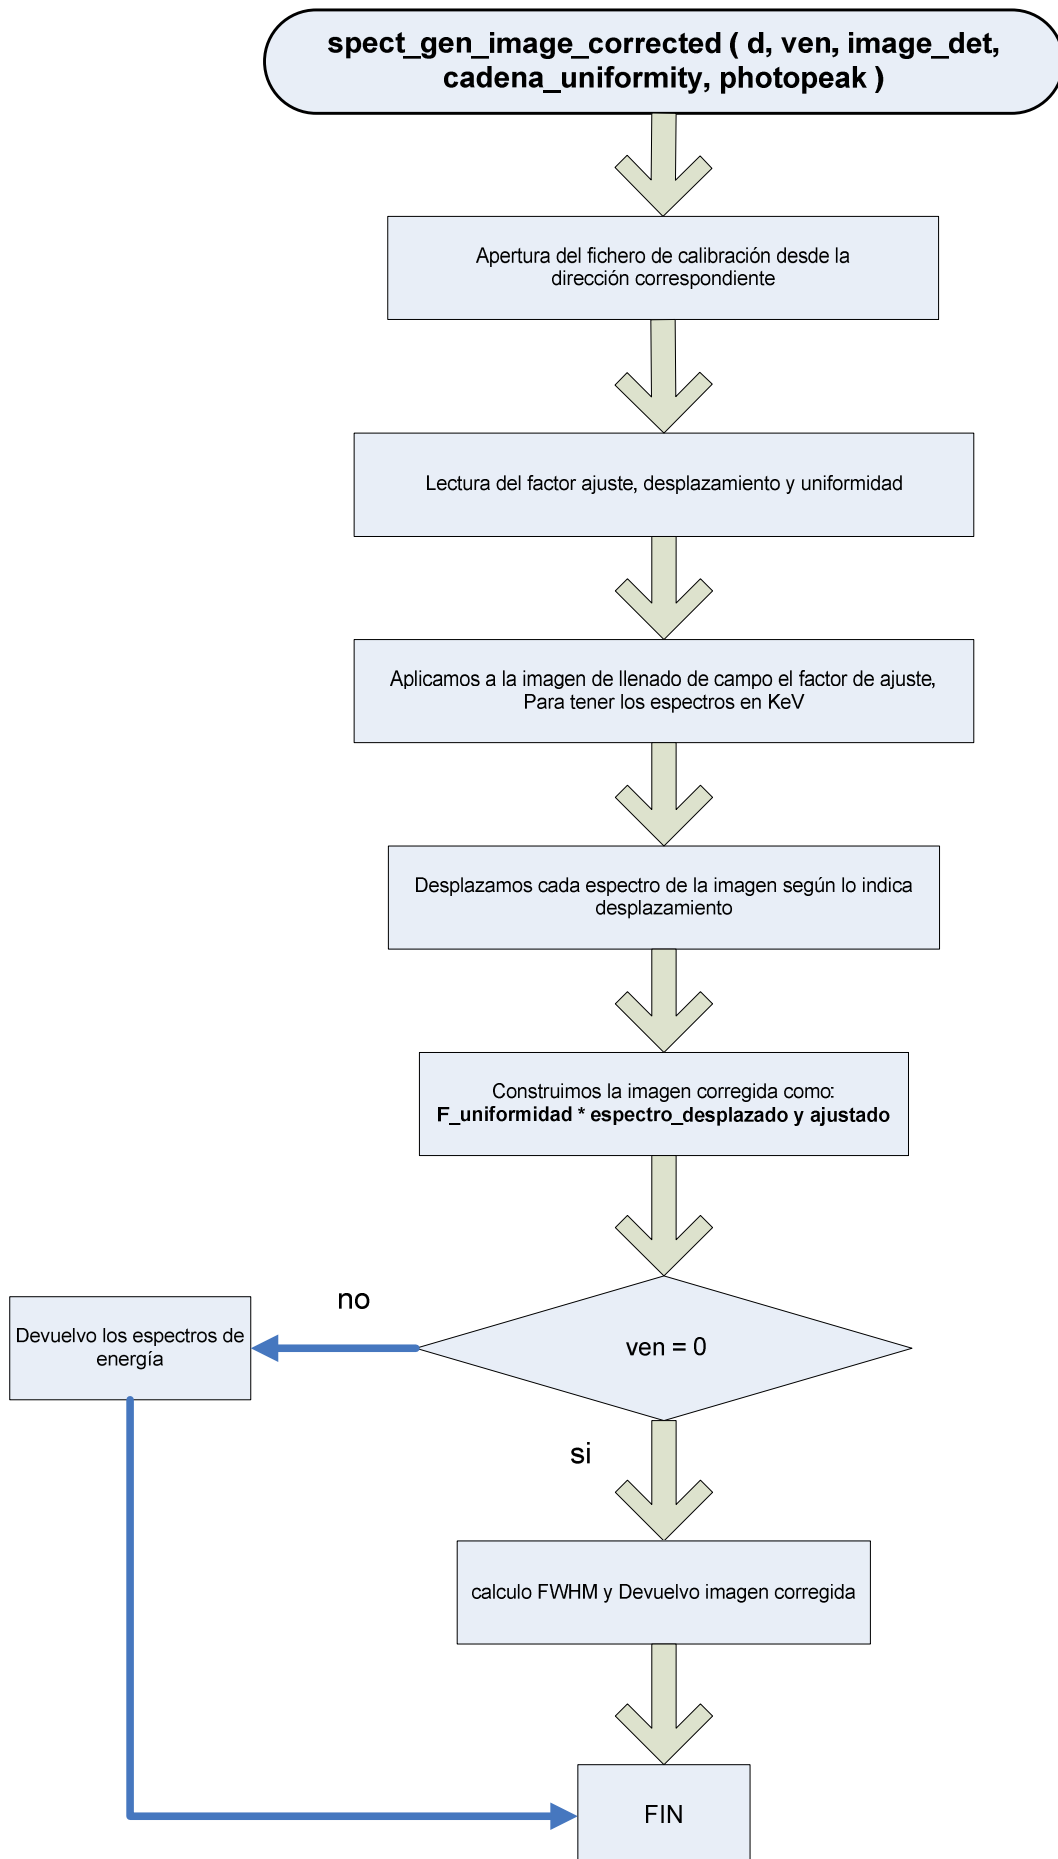 spect_gen_image_corrected ( d, ven, image_det,
cadena_uniformity, photopeak )
Apertura del fichero de calibración desde la
dirección correspondiente
Lectura del factor ajuste, desplazamiento y uniformidad
Aplicamos a la imagen de llenado de campo el factor de ajuste,
Para tener los espectros en KeV
Desplazamos cada espectro de la imagen según lo indica
desplazamiento
Construimos la imagen corregida como:
F_uniformidad * espectro_desplazado y ajustado
no
Devuelvo los espectros de
energía
ven = 0
si
calculo FWHM y Devuelvo imagen corregida
FIN